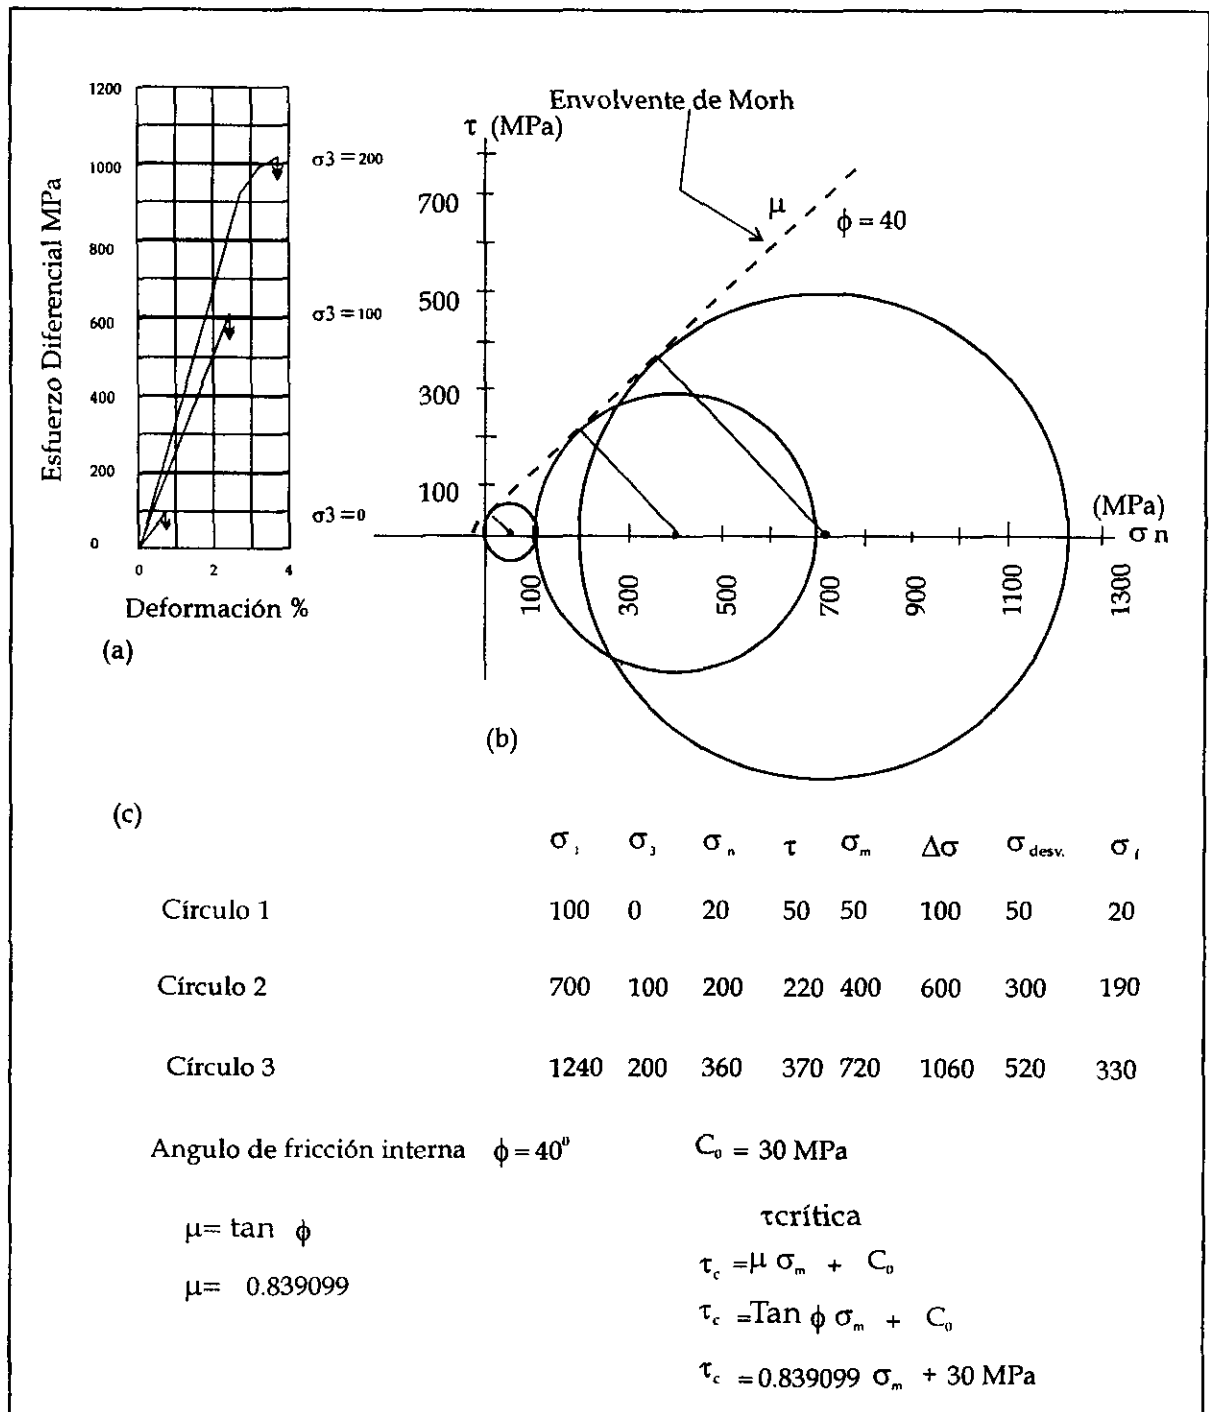 Envolvente de Morh
τ (MPa)
1200
1000
800
600
400
200
0
Esfuerzo Diferencial MPa
σ3 = 200
σ3 = 100
σ3 = 0
0 2 4
Deformación %
(a)
700
500
300
100
μ
ϕ = 40
(MPa)
σ n
100 300 500 700 900 1100 1300
(b)
(c)
σ₁ σ₃ σₙ τ σₘ Δσ σ desv. σ f
Círculo 1 100 0 20 50 50 100 50 20
Círculo 2 700 100 200 220 400 600 300 190
Círculo 3 1240 200 360 370 720 1060 520 330
Angulo de fricción interna ϕ = 40⁰ C₀ = 30 MPa
μ= tan ϕ
μ= 0.839099
τcrítica
τc = μ σₘ + C₀
τc = Tan ϕ σₘ + C₀
τc = 0.839099 σₘ + 30 MPa